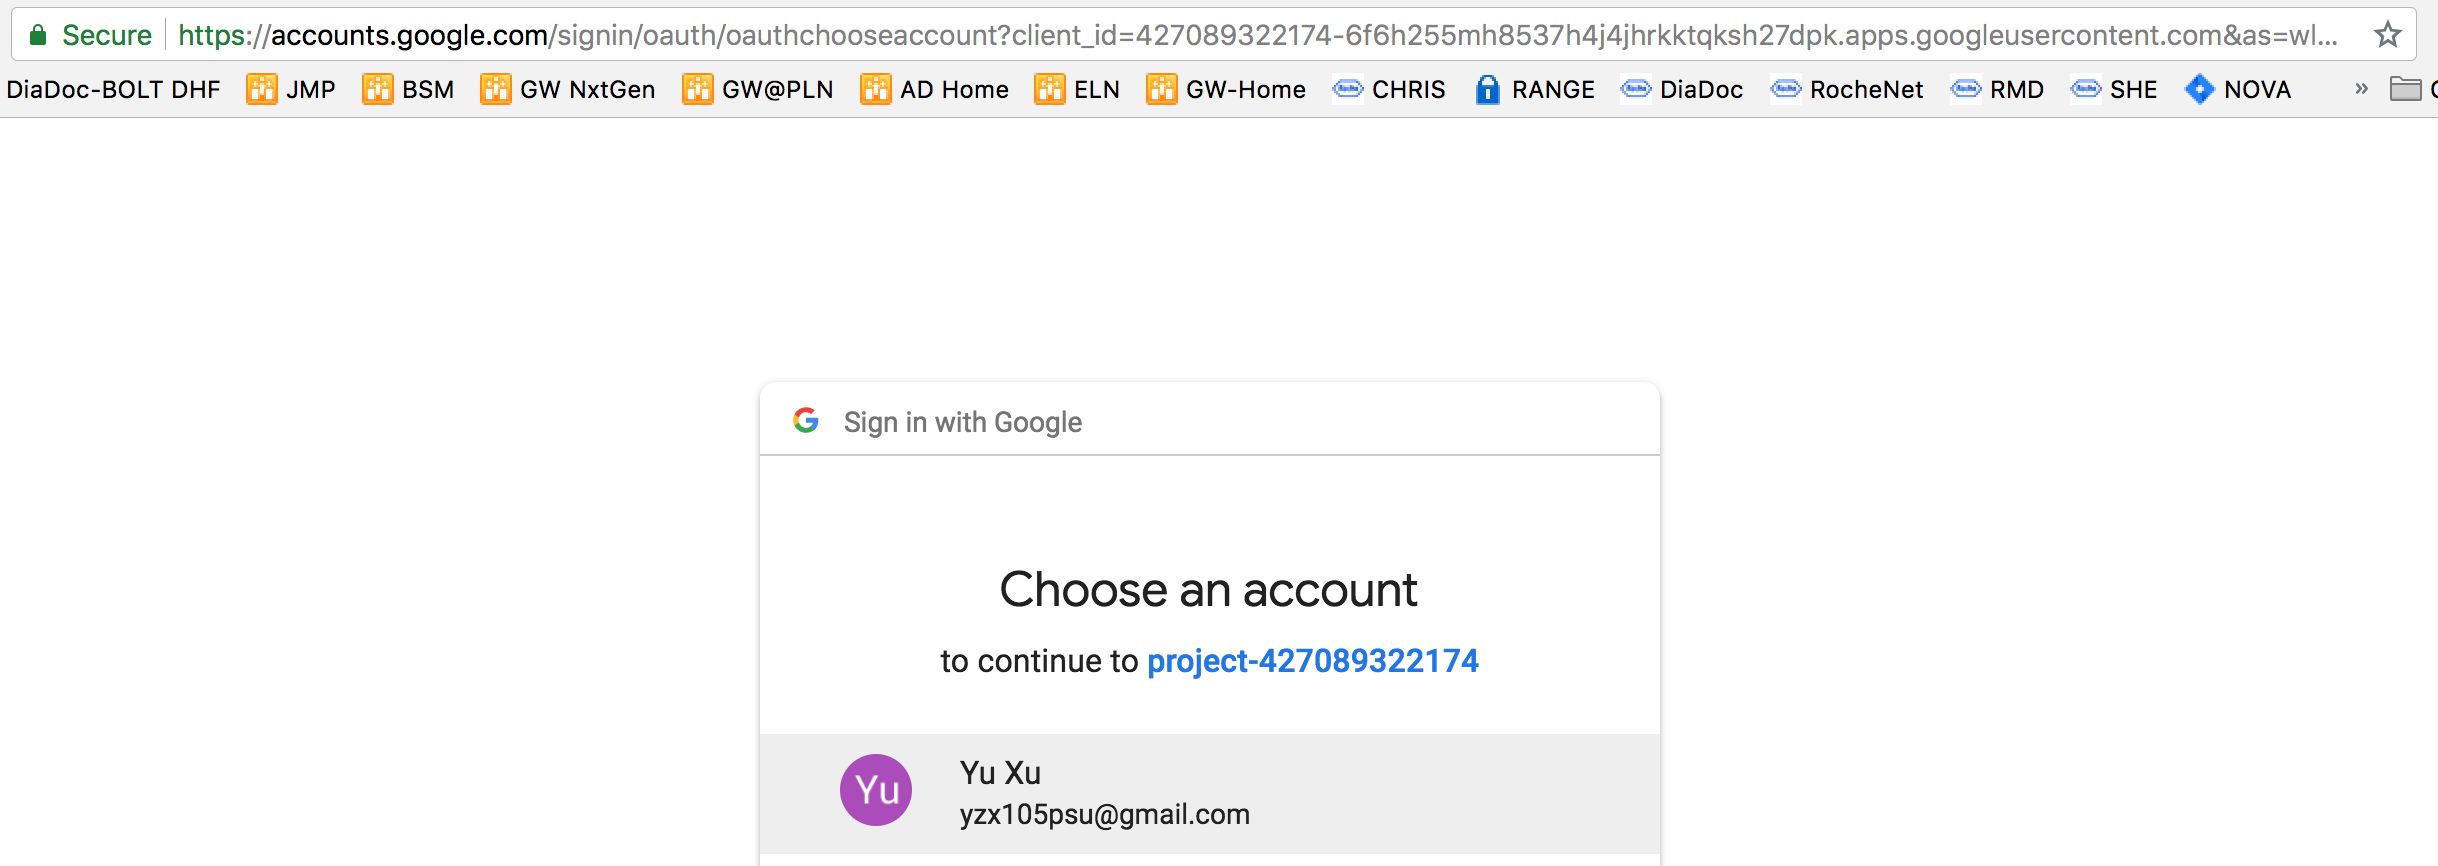 Secure https://accounts.google.com/signin/oauth/oauthchooseaccount?client_id=427089322174-6f6h255mh8537h4j4jhrkktqksh27dpk.apps.googleusercontent.com&as=wl...
DiaDoc-BOLT DHF JMP BSM GW NxtGen GW@PLN AD Home ELN GW-Home CHRIS RANGE DiaDoc RocheNet RMD SHE NOVA »
Sign in with Google
Choose an account
to continue to project-427089322174
Yu Yu Xu
yzx105psu@gmail.com